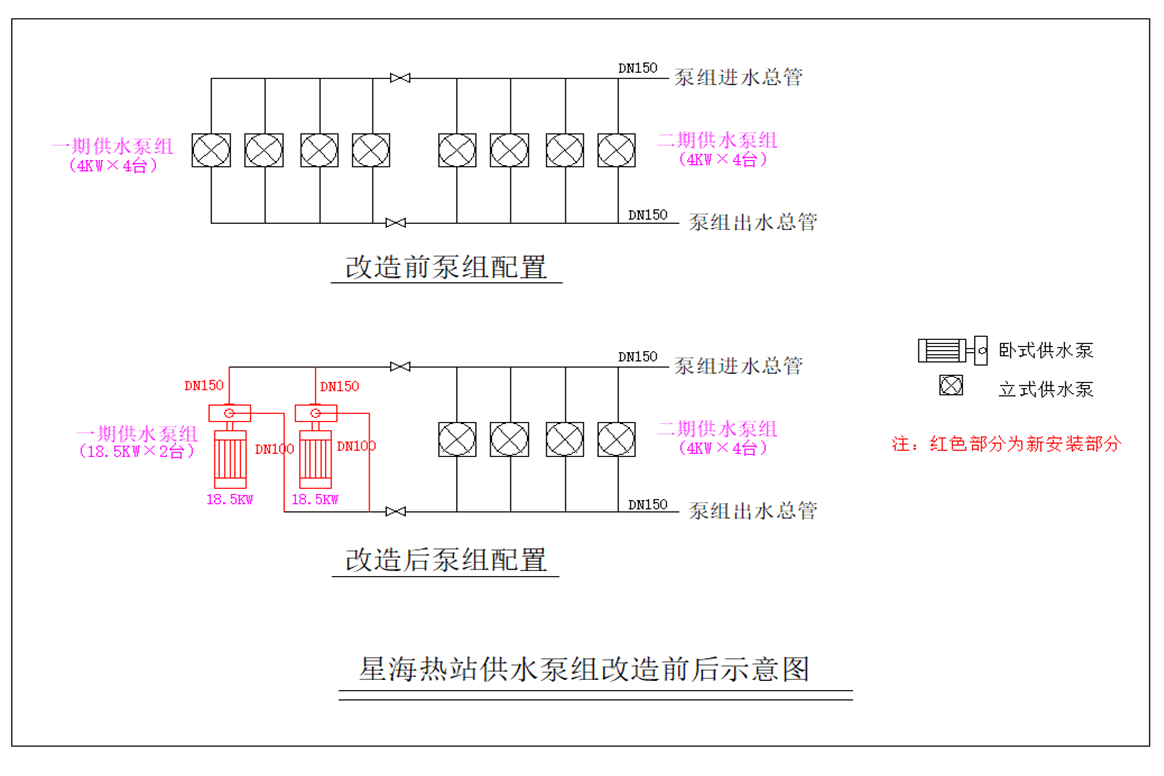 DN150
泵组进水总管
一期供水泵组
(4KW×4台)
二期供水泵组
(4KW×4台)
DN150
泵组出水总管
改造前泵组配置
DN150
泵组进水总管
DN150
DN150
一期供水泵组
(18.5KW×2台)
DN100
DN100
18.5KW
18.5KW
二期供水泵组
(4KW×4台)
DN150
泵组出水总管
改造后泵组配置
卧式供水泵
立式供水泵
注：红色部分为新安装部分
星海热站供水泵组改造前后示意图